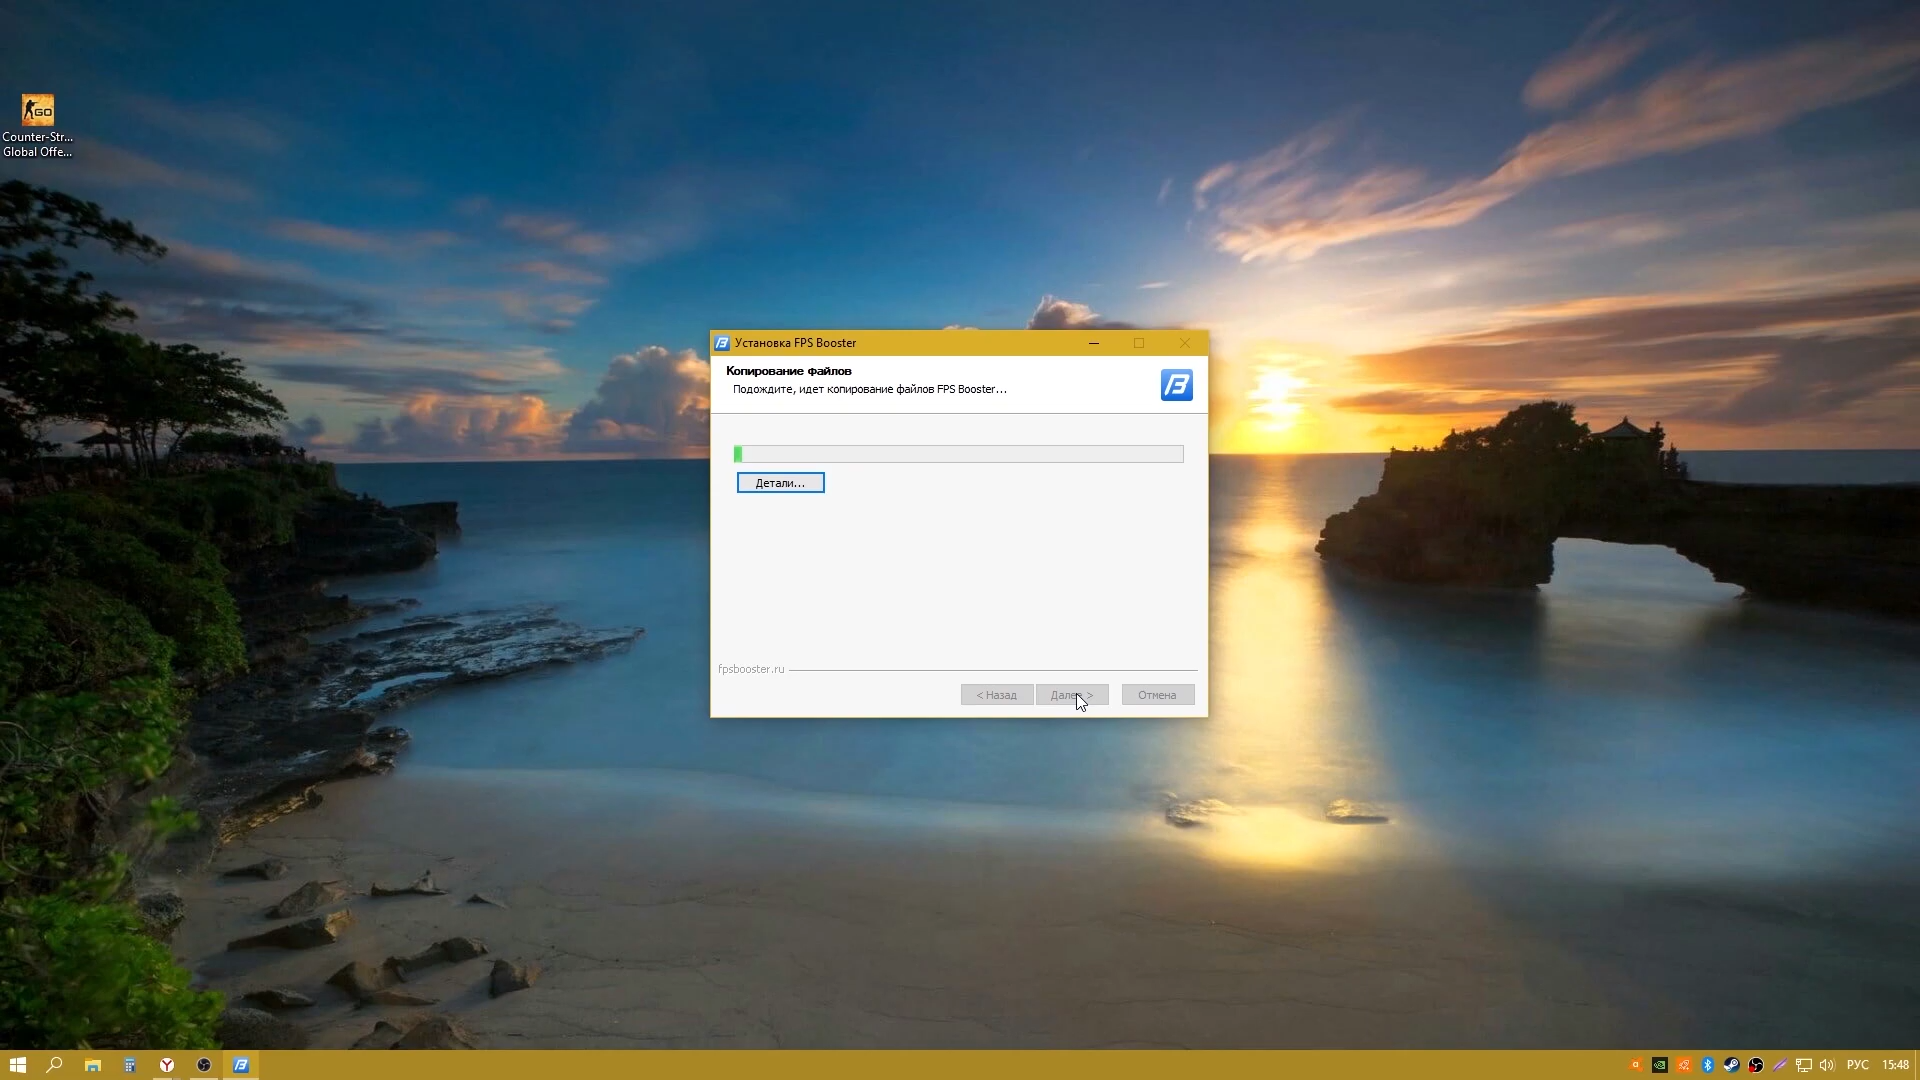 Counter-Str...
Global Offe...
GO
Установка FPS Booster
Копирование файлов
Подождите, идет копирование файлов FPS Booster...
Детали...
fpsbooster.ru
< Назад
Отмена
РУС
15:48